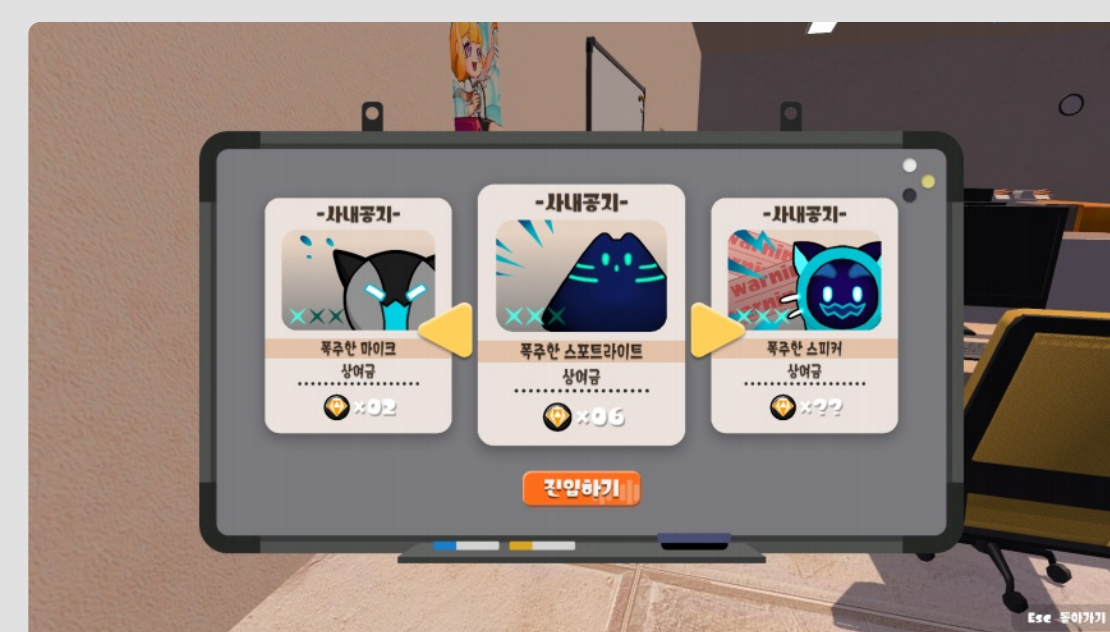 -사내공지-
폭주한 마이크
상여금
×02
-사내공지-
폭주한 스포트라이트
상여금
×06
-사내공지-
warning
warning
폭주한 스피커
상여금
×??
진입하기
Esc 돌아가기